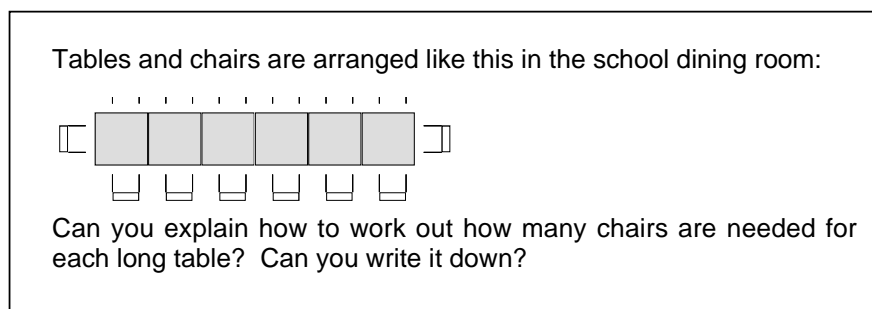 Tables and chairs are arranged like this in the school dining room:
Can you explain how to work out how many chairs are needed for
each long table? Can you write it down?